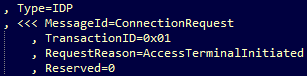 , Type=IDP
, <<< MessageId=ConnectionRequest
, TransactionID=0x01
, RequestReason=AccessTerminalInitiated
, Reserved=0